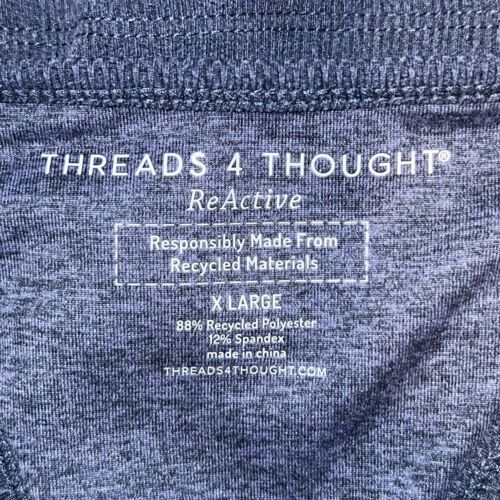 THREADS 4 THOUGHT®
ReActive
Responsibly Made From
Recycled Materials
X LARGE
88% Recycled Polyester
12% Spandex
made in china
THREADS4THOUGHT.COM